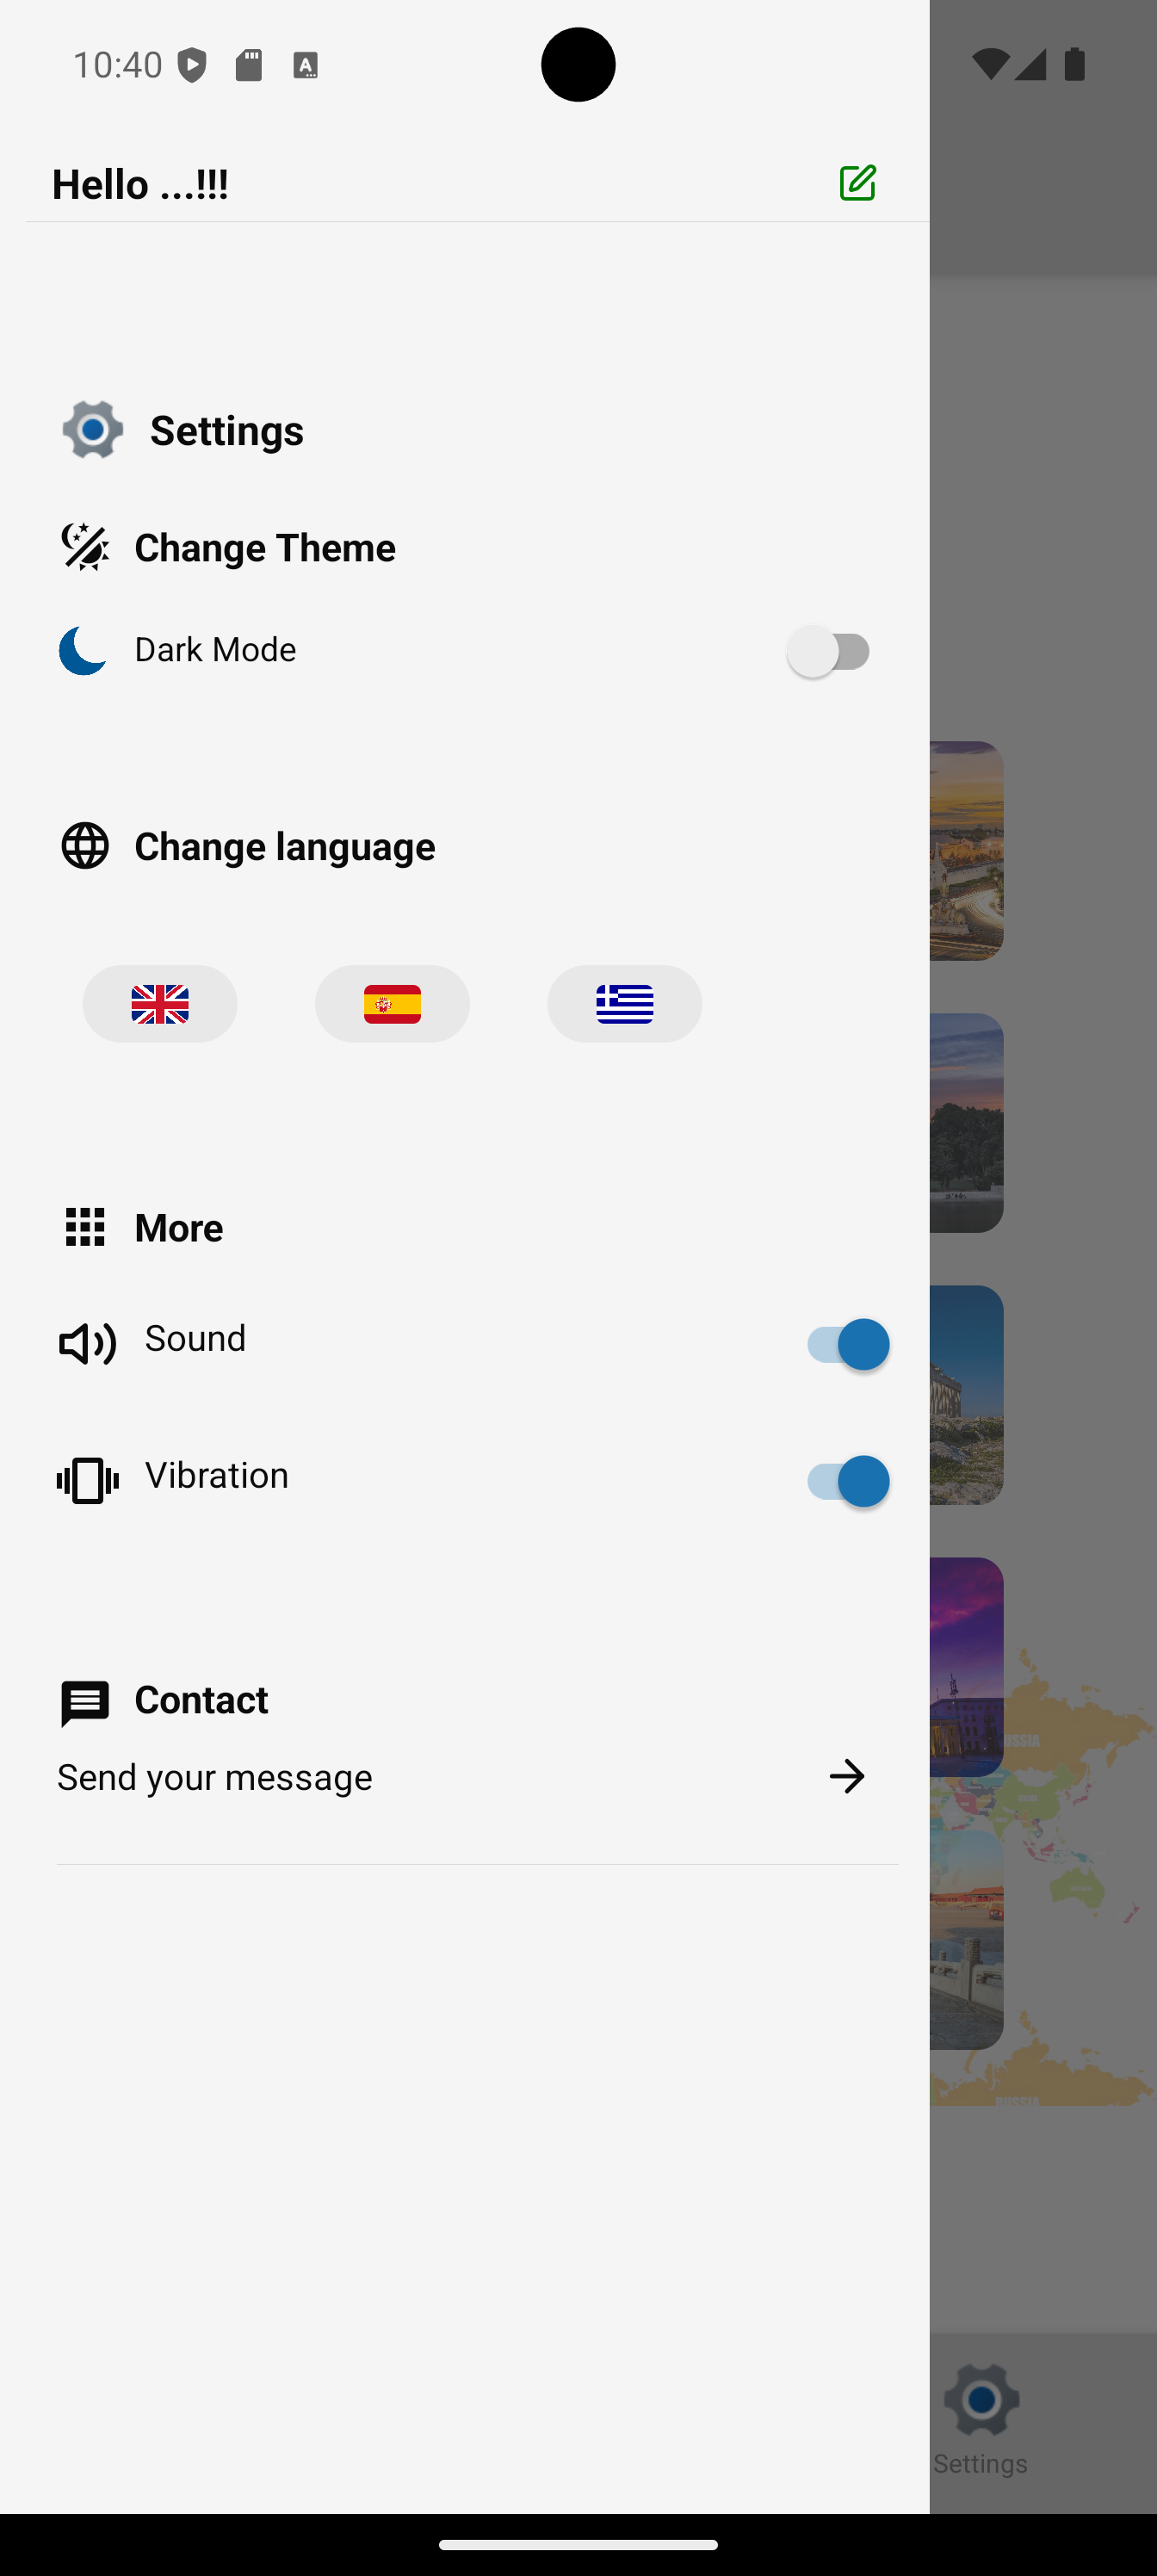 10:40
Hello ...!!!
Settings
Change Theme
Dark Mode
Change language
More
Sound
Vibration
Contact
Send your message
RUSSIA
Settings